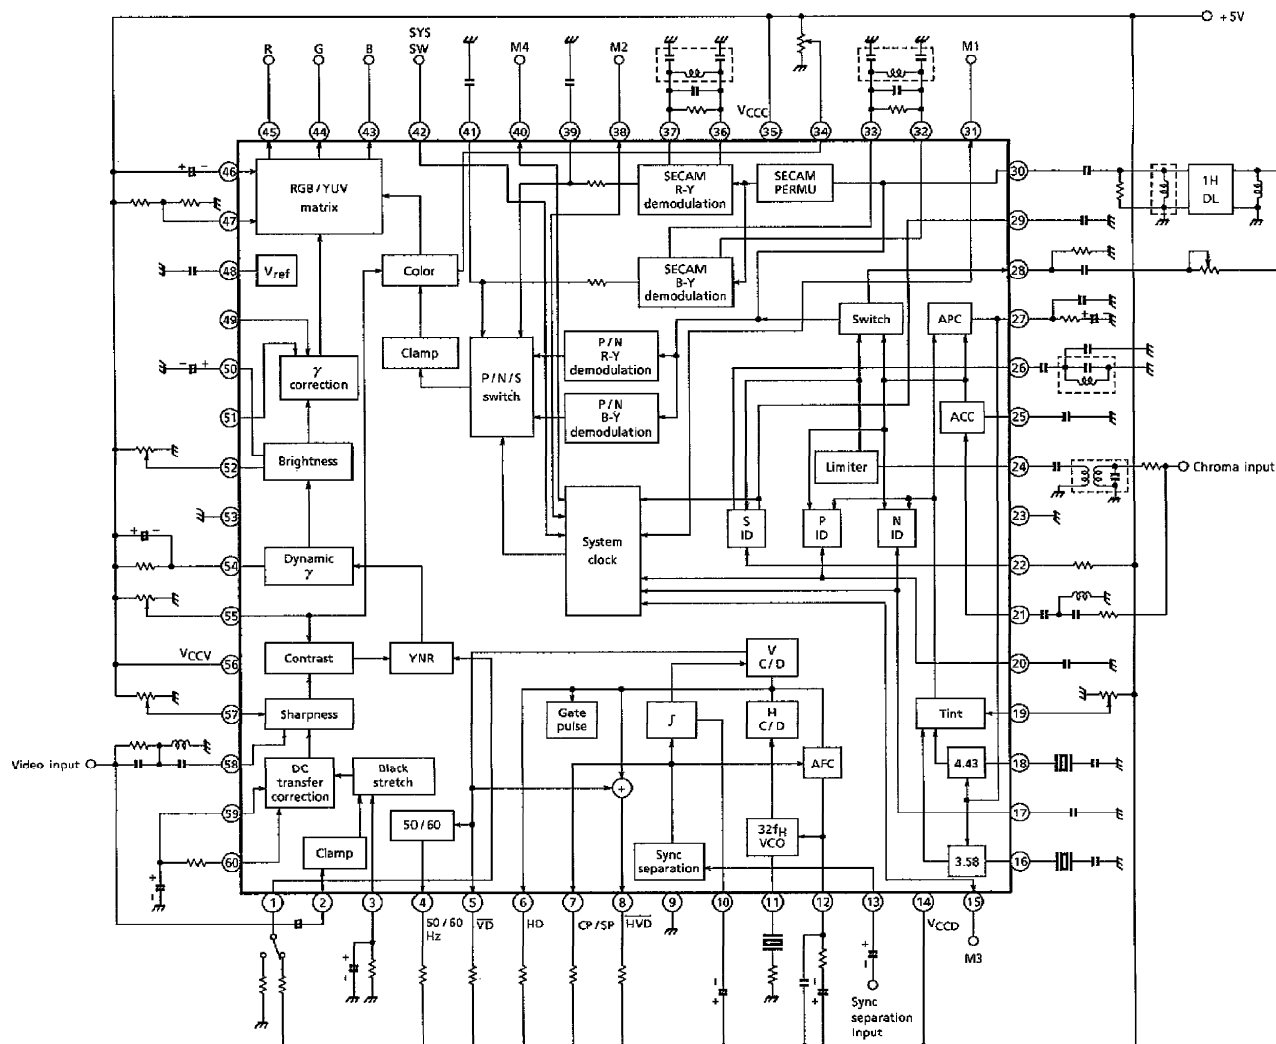 +5V
R
G
B
SYS
SW
M4
M2
VCCC
M1
45
44
43
42
41
40
39
38
37
36
35
34
33
32
31
46
47
48
49
50
51
52
53
54
55
VCCV
56
57
58
59
60
30
29
28
27
26
25
24
23
22
21
20
19
18
17
16
RGB / YUV
matrix
Vref
Color
Clamp
γ
correction
Brightness
Dynamic
γ
Contrast
YNR
Sharpness
DC
transfer
correction
Black
stretch
Clamp
50 / 60
P / N / S
switch
SECAM
R-Y
demodulation
SECAM
PERMU
SECAM
B-Y
demodulation
P / N
R-Y
demodulation
P / N
B-Y
demodulation
Switch
APC
ACC
Limiter
S
ID
P
ID
N
ID
System
clock
V
C / D
Gate
pulse
∫
H
C / D
AFC
+
32fH
VCO
Sync
separation
Tint
4.43
3.58
1H
DL
Chroma input
Video input
1
2
3
4
5
6
7
8
9
10
11
12
13
14
15
50 / 60
Hz
VD
HD
CP / SP
HVD
VCCD
M3
Sync
separation
Input
+ -
- +
+ -
+ -
+
-
+
-
-
+
-
+
+
-